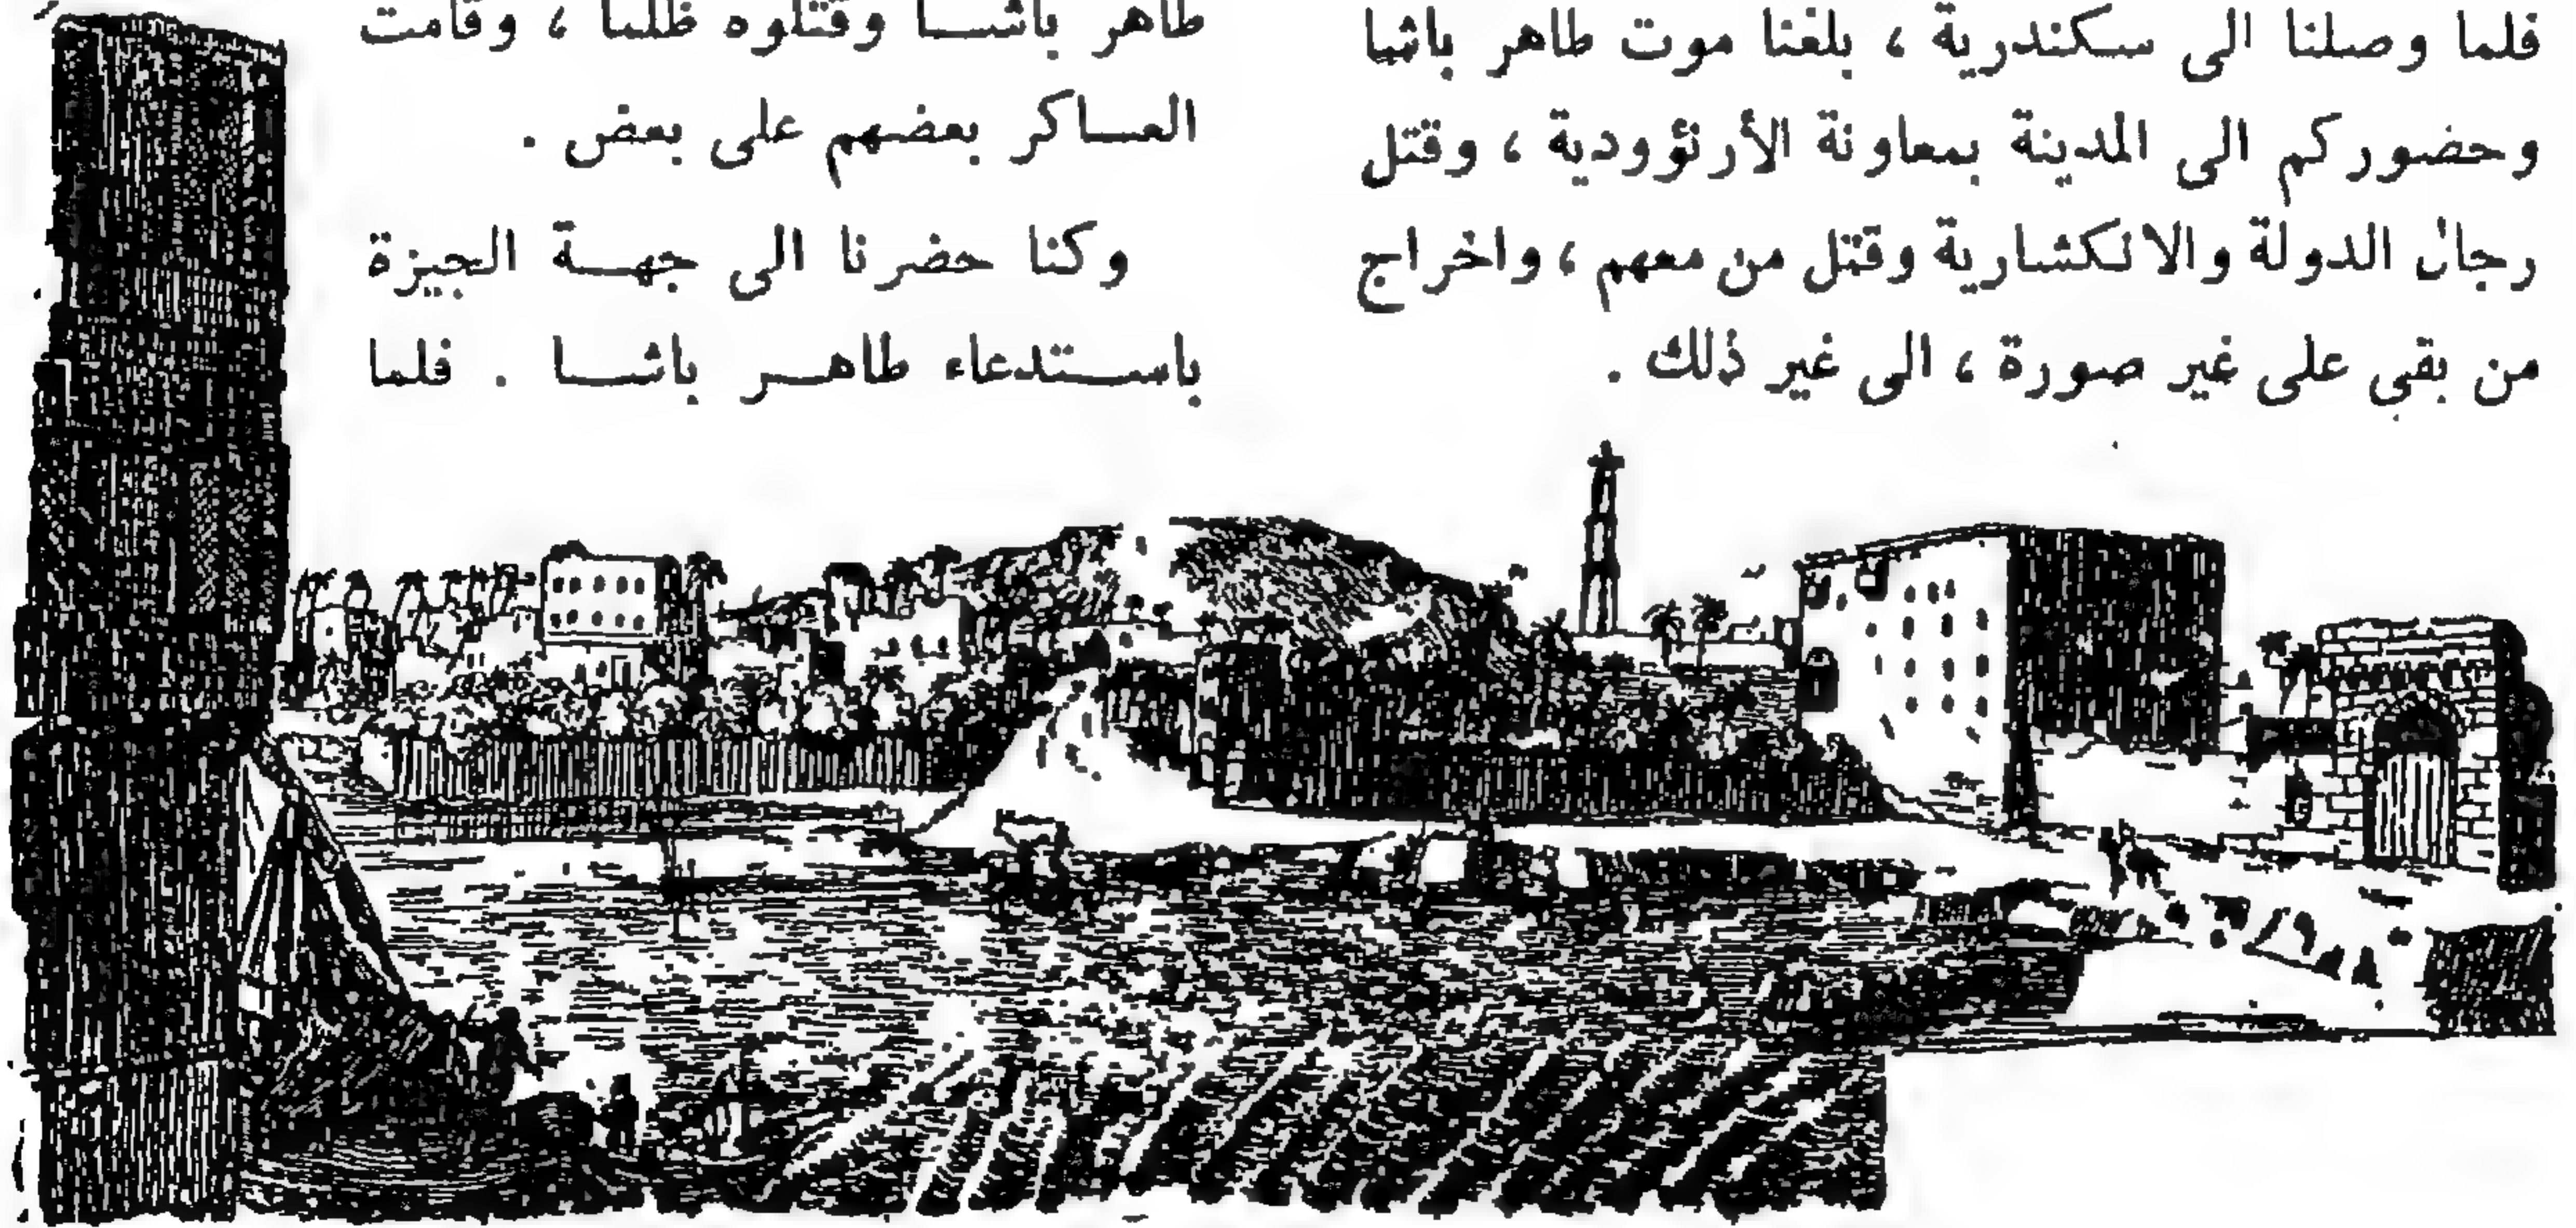 فلما وصلنا الى سكندرية ، بلغنا موت طاهر باشا
وحضوركم الى المدينة بمعاونة الأرنؤودية ، وقتل
رجال الدولة والانكشارية وقتل من معهم ، واخراج
من بقي على غير صورة ، الى غير ذلك .
طاهر باشا وقتلوه ظلما ، وقامت
العساكر بعضهم على بعض .
وكنا حضرنا الى جهة الجيزة
باستدعاء طاهر باشا . فلما